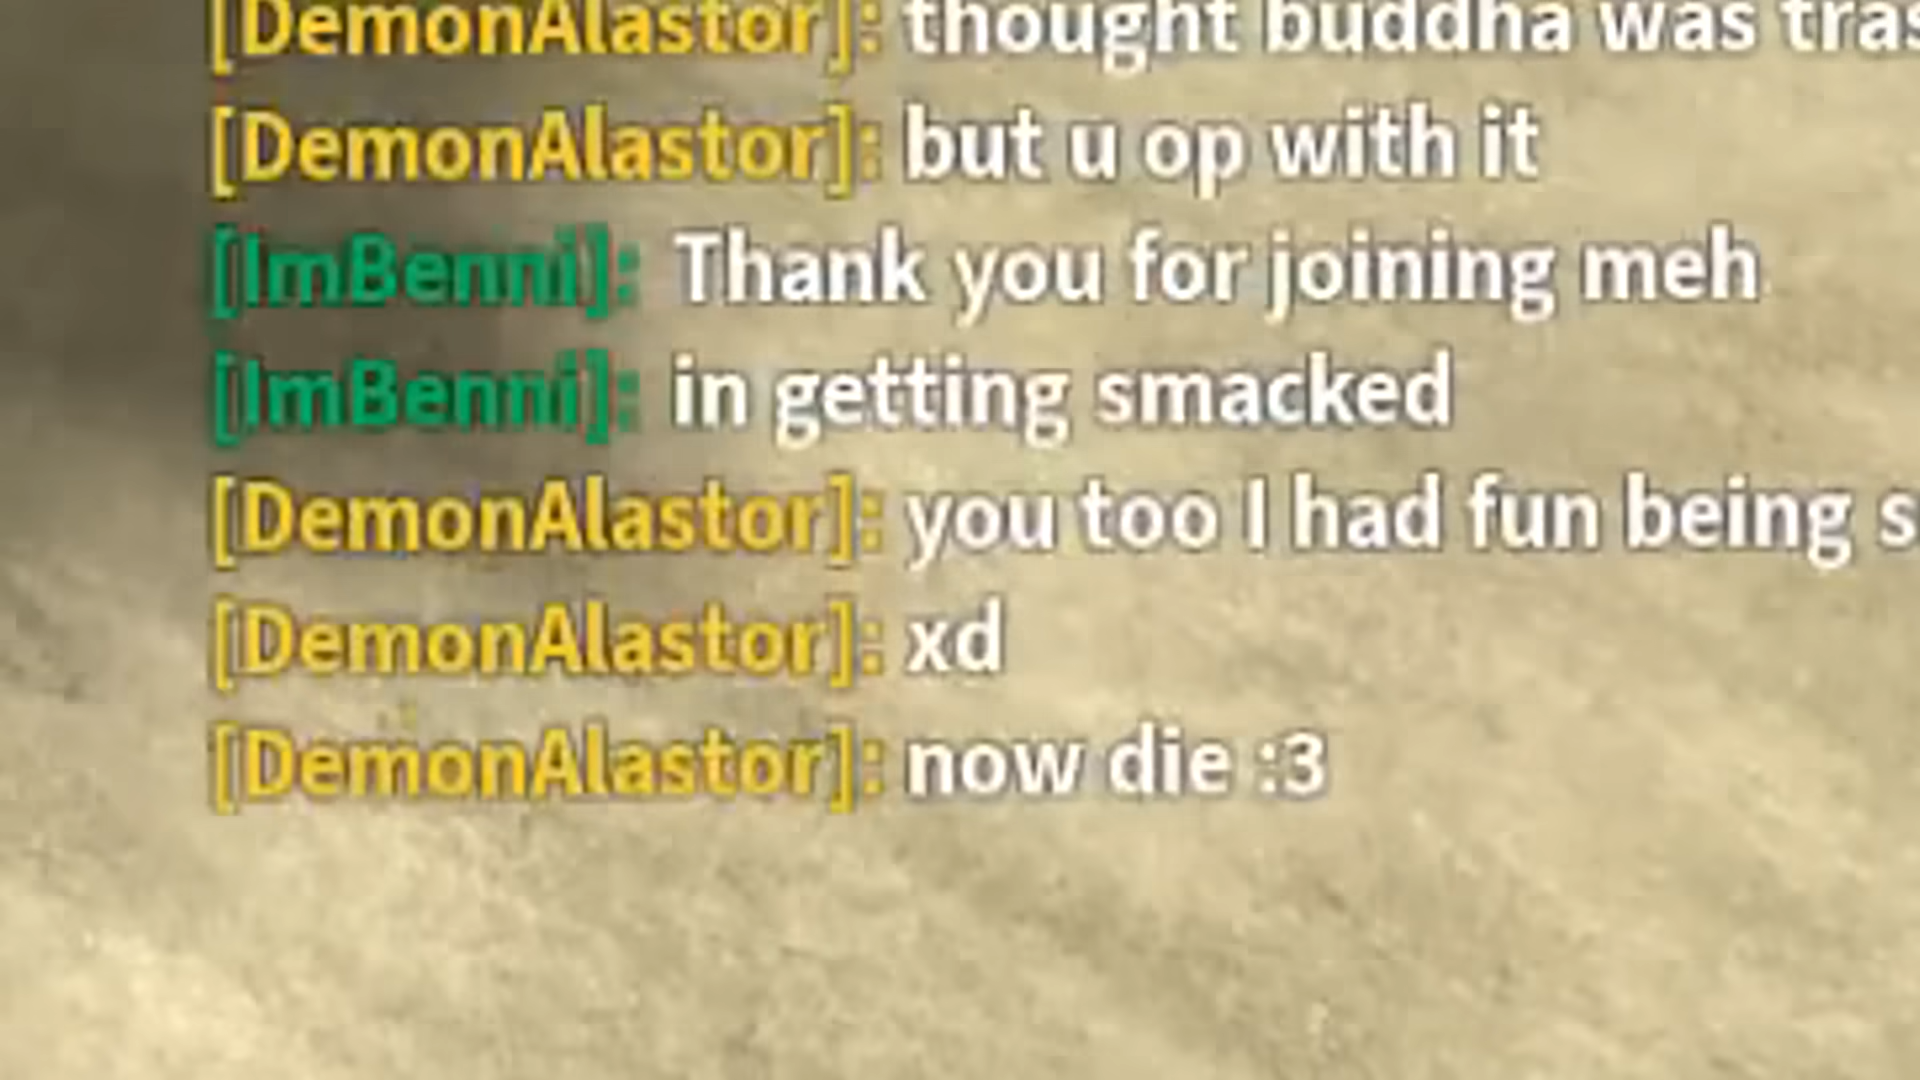 [DemonAlastor]: thought buddha was
[DemonAlastor]: but u op with it
[ImBenni]: Thank you for joining meh
[ImBenni]: in getting smacked
[DemonAlastor]: you too I had fun being
[DemonAlastor]: xd
[DemonAlastor]: now die :3